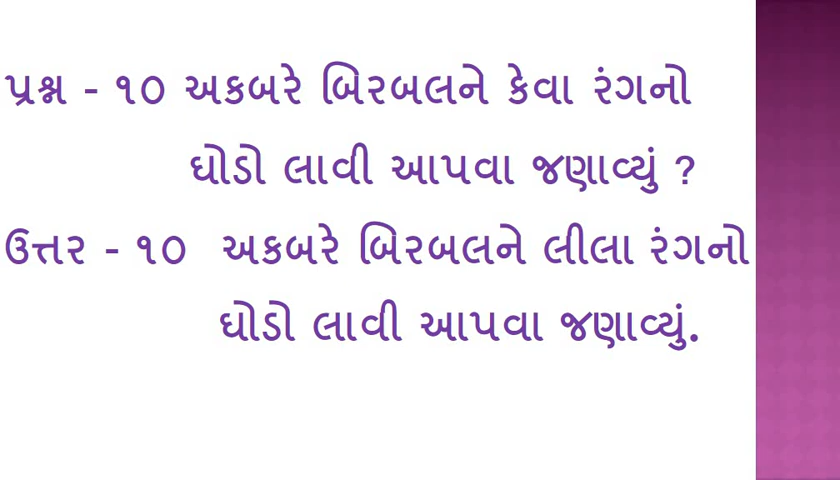 પ્રશ્ન - ૧૦ અકબરે બિરબલને કેવા રંગનો
ઘોડો લાવી આપવા જણાવ્યું ?
ઉત્તર - ૧૦ અકબરે બિરબલને લીલા રંગનો
ઘોડો લાવી આપવા જણાવ્યું.